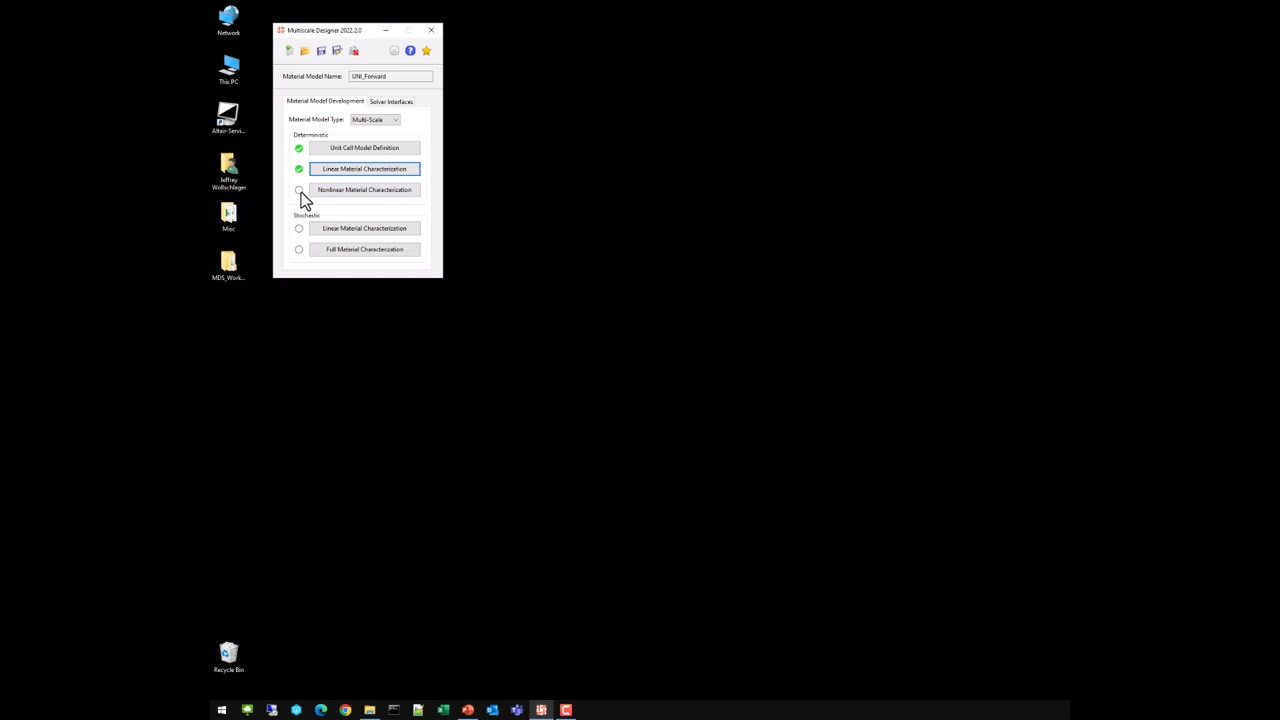 Network
This PC
Altair-Servi...
Jeffrey
Wollschlager
Misc
MDS_Work...
Recycle Bin
Multiscale Designer 2022.2.0
Material Model Name:
UNI_Forward
Material Model Development
Solver Interfaces
Material Model Type:
Multi-Scale
Deterministic
Unit Cell Model Definition
Linear Material Characterization
Nonlinear Material Characterization
Stochastic
Linear Material Characterization
Full Material Characterization